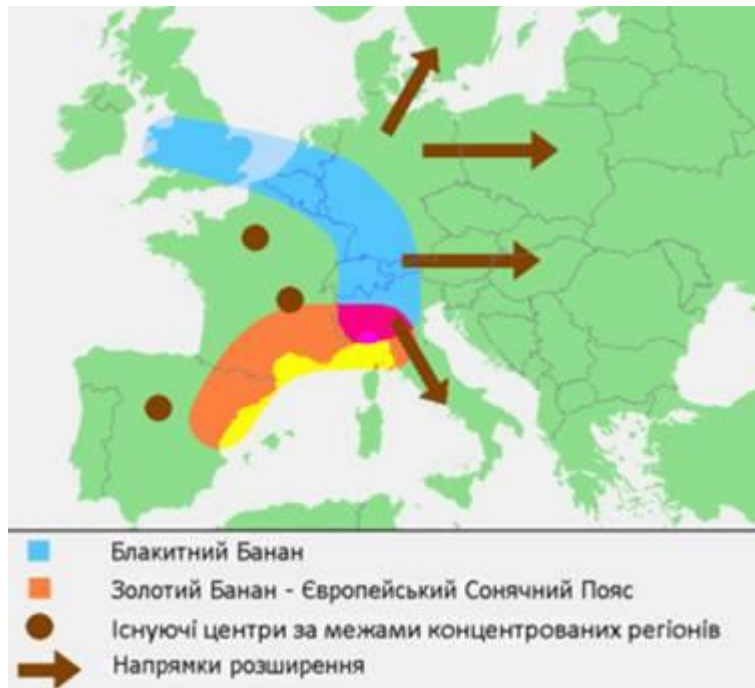 Блакитний Банан
Золотий Банан - Європейський Сонячний Пояс
Існуючі центри за межами концентрованих регіонів
Напрямки розширення